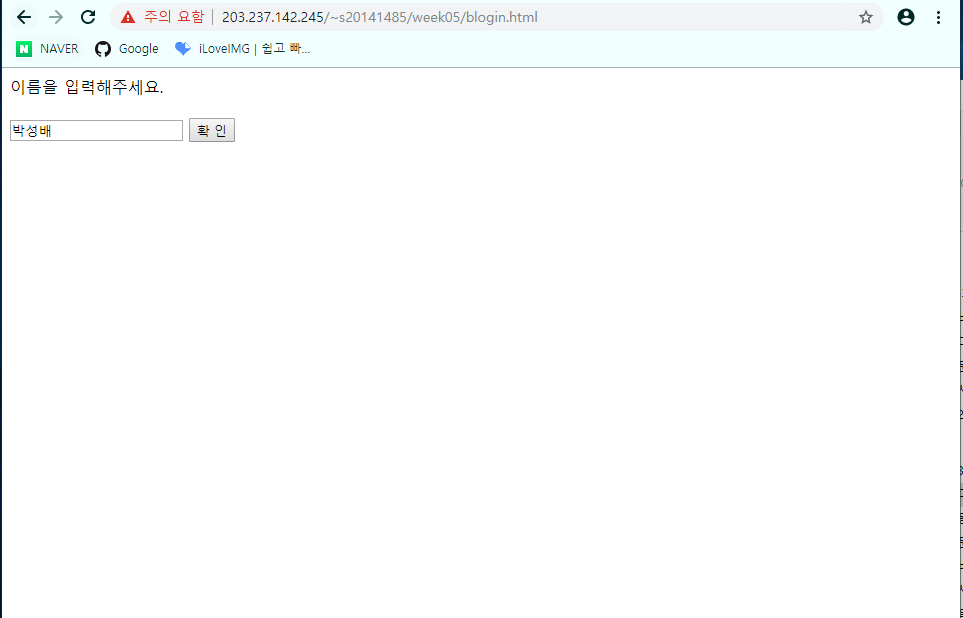 주의 요함 | 203.237.142.245/~s20141485/week05/blogin.html
N NAVER Google iLoveIMG | 쉽고 빠...
이름을 입력해주세요.
박성배 확 인